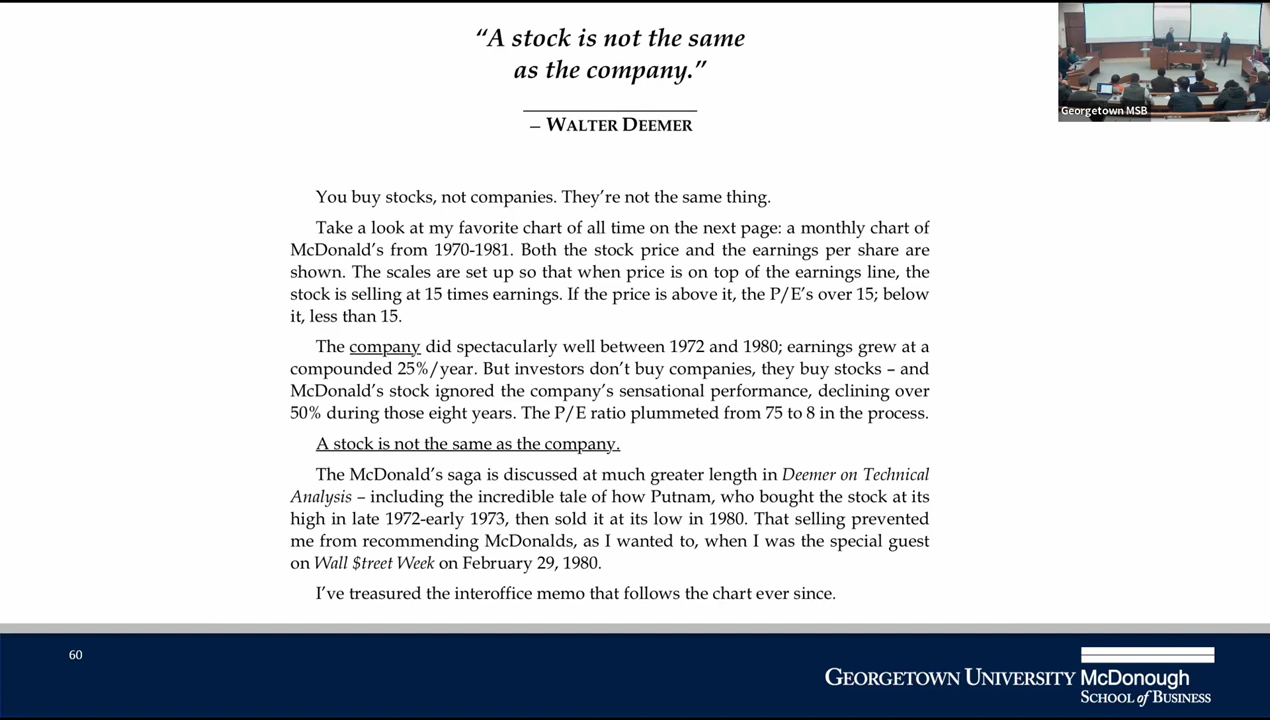 “A stock is not the same
as the company.”
– WALTER DEEMER
You buy stocks, not companies. They’re not the same thing.
Take a look at my favorite chart of all time on the next page: a monthly chart of
McDonald’s from 1970-1981. Both the stock price and the earnings per share are
shown. The scales are set up so that when price is on top of the earnings line, the
stock is selling at 15 times earnings. If the price is above it, the P/E’s over 15; below
it, less than 15.
The company did spectacularly well between 1972 and 1980; earnings grew at a
compounded 25%/year. But investors don’t buy companies, they buy stocks – and
McDonald’s stock ignored the company’s sensational performance, declining over
50% during those eight years. The P/E ratio plummeted from 75 to 8 in the process.
A stock is not the same as the company.
The McDonald’s saga is discussed at much greater length in Deemer on Technical
Analysis – including the incredible tale of how Putnam, who bought the stock at its
high in late 1972-early 1973, then sold it at its low in 1980. That selling prevented
me from recommending McDonalds, as I wanted to, when I was the special guest
on Wall $treet Week on February 29, 1980.
I’ve treasured the interoffice memo that follows the chart ever since.
Georgetown MSB
60
GEORGETOWN UNIVERSITY McDonough
SCHOOL of BUSINESS